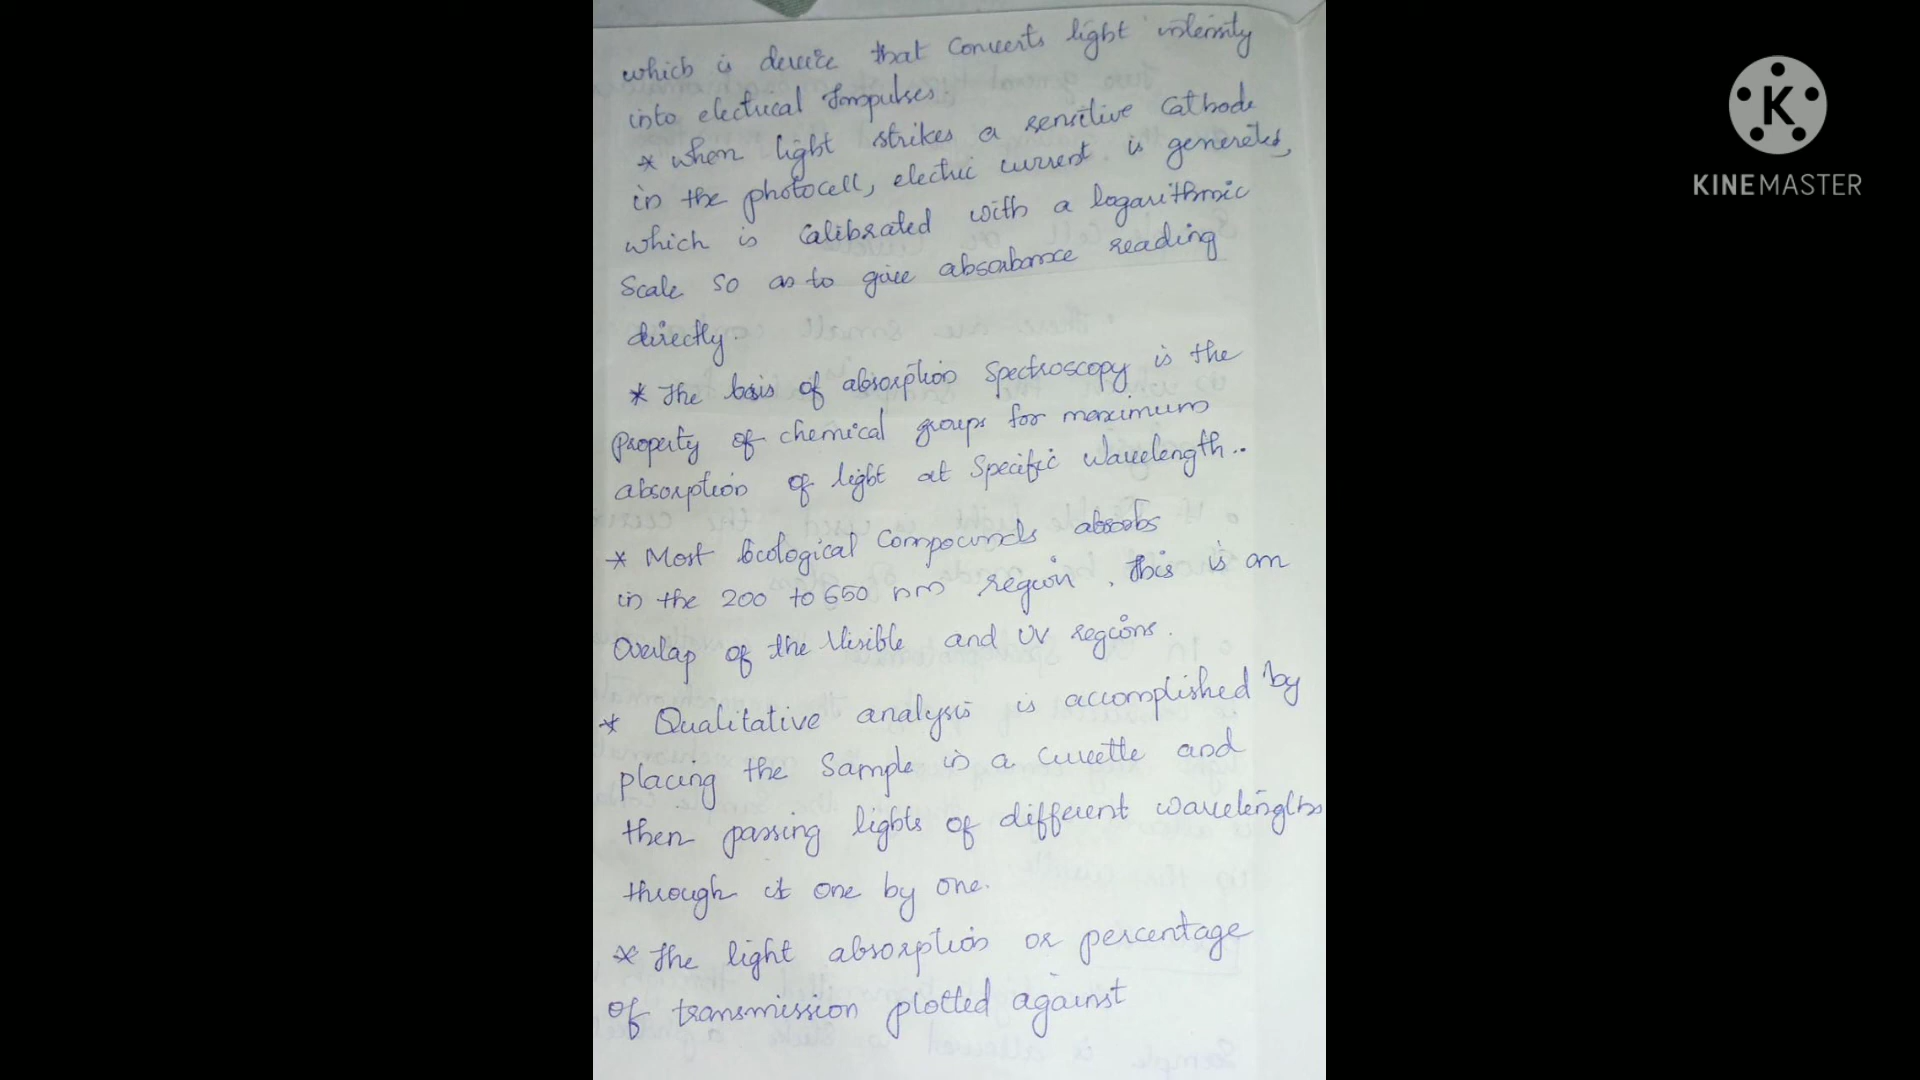 which is device that Converts light intensity
into electrical Impulses.
* when light strikes a sensitive Cathode
in the photocell, electric current is generated,
which is Calibrated with a logarithmic
Scale so as to give absorbance reading
directly.
* The basis of absorption Spectroscopy is the
Property of chemical groups for maximum
absorption of light at Specific Wavelength..
* Most biological Compounds absorbs
in the 200 to 650 nm region. This is an
Overlap of the Visible and UV regions.
* Qualitative analysis is accomplished by
placing the Sample in a Cuvette and
then passing lights of different wavelengths
through it one by one.
* The light absorption or percentage
of transmission plotted against
K
KINEMASTER